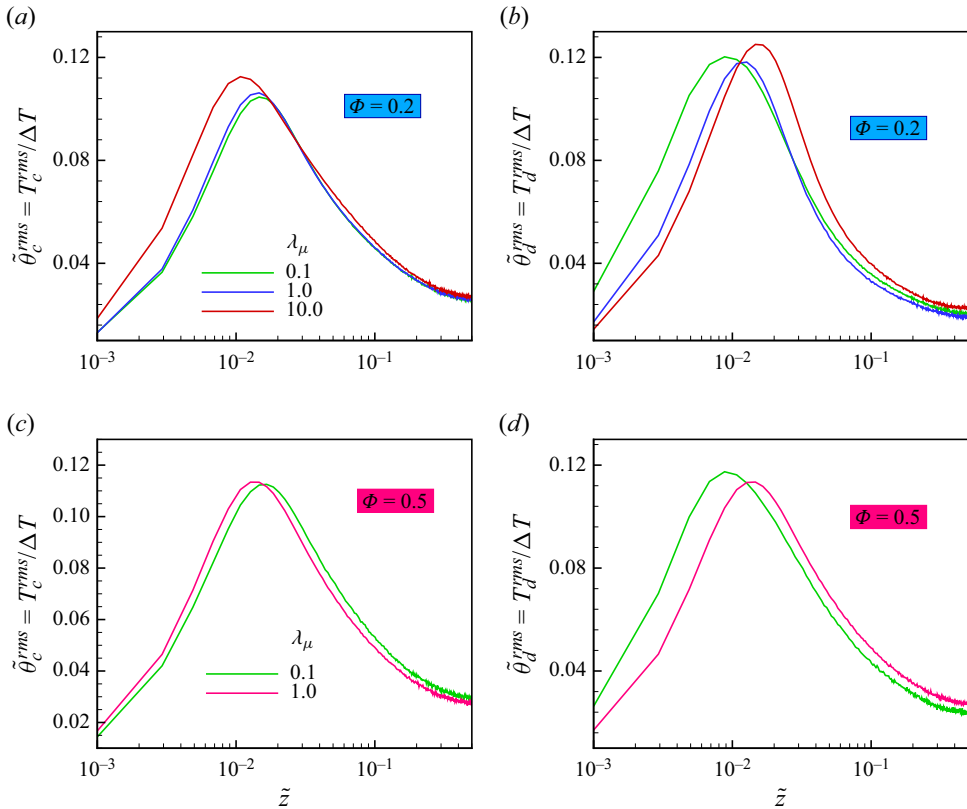 (a)
0.12
0.08
0.04
θ̃_c^{rms} = T_c^{rms}/ΔT
Φ = 0.2
λ_μ
0.1
1.0
10.0
10⁻³
10⁻²
10⁻¹
(b)
0.12
0.08
0.04
θ̃_d^{rms} = T_d^{rms}/ΔT
Φ = 0.2
10⁻³
10⁻²
10⁻¹
(c)
0.12
0.10
0.08
0.06
0.04
0.02
θ̃_c^{rms} = T_c^{rms}/ΔT
Φ = 0.5
λ_μ
0.1
1.0
10⁻³
10⁻²
10⁻¹
z̃
(d)
0.12
0.08
0.04
θ̃_d^{rms} = T_d^{rms}/ΔT
Φ = 0.5
10⁻³
10⁻²
10⁻¹
z̃